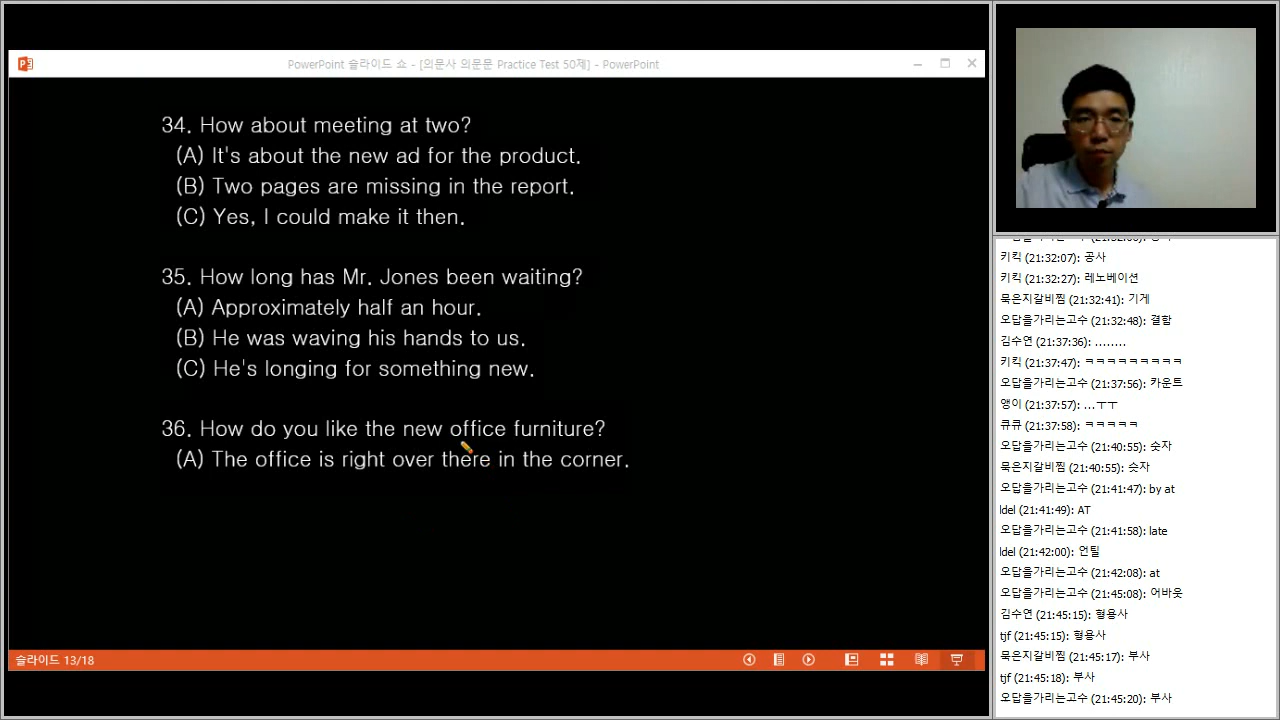 PowerPoint 슬라이드 쇼 - [의문사 의문문 Practice Test 50제] - PowerPoint
34. How about meeting at two?
(A) It's about the new ad for the product.
(B) Two pages are missing in the report.
(C) Yes, I could make it then.
35. How long has Mr. Jones been waiting?
(A) Approximately half an hour.
(B) He was waving his hands to us.
(C) He's longing for something new.
36. How do you like the new office furniture?
(A) The office is right over there in the corner.
슬라이드 13/18
키킥 (21:32:07): 공사
키킥 (21:32:27): 레노베이션
묵은지갈비찜 (21:32:41): 기게
오답을가리는고수 (21:32:48): 결함
김수연 (21:37:36): ........
키킥 (21:37:47): ㅋㅋㅋㅋㅋㅋㅋㅋㅋ
오답을가리는고수 (21:37:56): 카운트
앵이 (21:37:57): ...ㅜㅜ
큐큐 (21:37:58): ㅋㅋㅋㅋㅋ
오답을가리는고수 (21:40:55): 숫자
묵은지갈비찜 (21:40:55): 슛자
오답을가리는고수 (21:41:47): by at
ldel (21:41:49): AT
오답을가리는고수 (21:41:58): late
ldel (21:42:00): 언틸
오답을가리는고수 (21:42:08): at
오답을가리는고수 (21:45:08): 어바웃
김수연 (21:45:15): 형용사
tjf (21:45:15): 형용사
묵은지갈비찜 (21:45:17): 부사
tjf (21:45:18): 부사
오답을가리는고수 (21:45:20): 부사